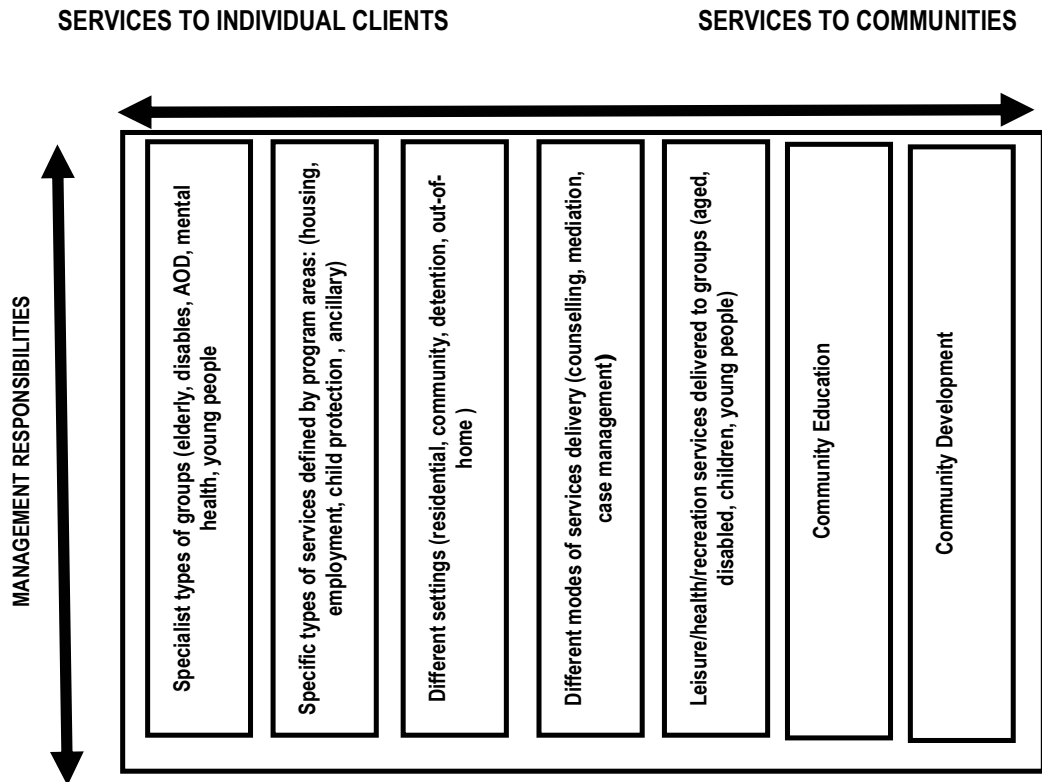 SERVICES TO INDIVIDUAL CLIENTS
SERVICES TO COMMUNITIES
MANAGEMENT RESPONSIBILITIES
Specialist types of groups (elderly, disables, AOD, mental
health, young people
Specific types of services defined by program areas: (housing,
employment, child protection , ancillary)
Different settings (residential, community, detention, out-of-
home )
Different modes of services delivery (counselling, mediation,
case management)
Leisure/health/recreation services delivered to groups (aged,
disabled, children, young people)
Community Education
Community Development